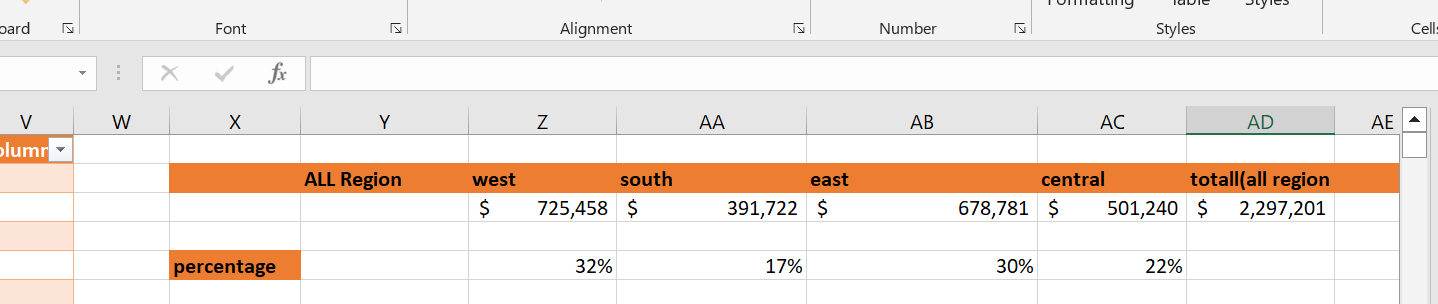 Formatting Table Styles
oard Font Alignment Number Styles Cells
fx
V W X Y Z AA AB AC AD AE
olumn
ALL Region west south east central totall(all region
$ 725,458 $ 391,722 $ 678,781 $ 501,240 $ 2,297,201
percentage 32% 17% 30% 22%